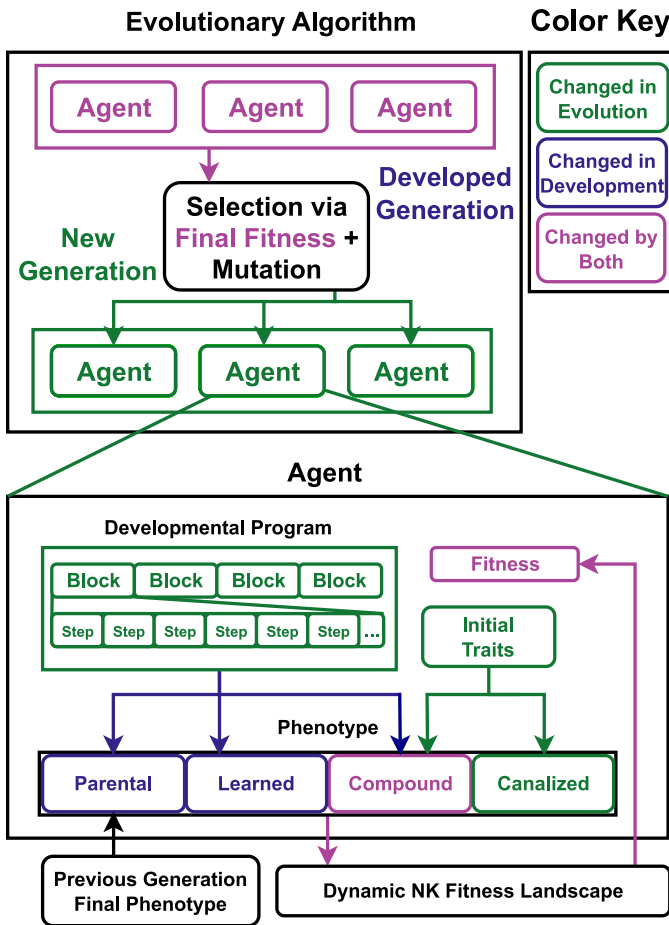 Evolutionary Algorithm
Color Key
Agent
Agent
Agent
Changed in
Evolution
Changed in
Development
Changed by
Both
Developed
Generation
Selection via
Final Fitness +
Mutation
New
Generation
Agent
Agent
Agent
Agent
Developmental Program
Block
Block
Block
Block
Step
Step
Step
Step
Step
Step
...
Fitness
Initial
Traits
Phenotype
Parental
Learned
Compound
Canalized
Previous Generation
Final Phenotype
Dynamic NK Fitness Landscape